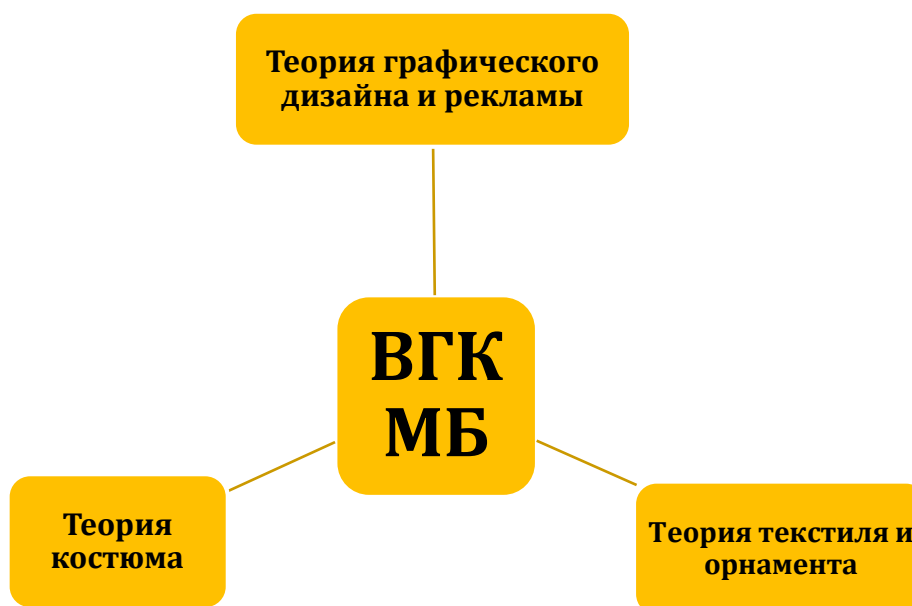 Теория графического
дизайна и рекламы
ВГК
МБ
Теория
костюма
Теория текстиля и
орнамента